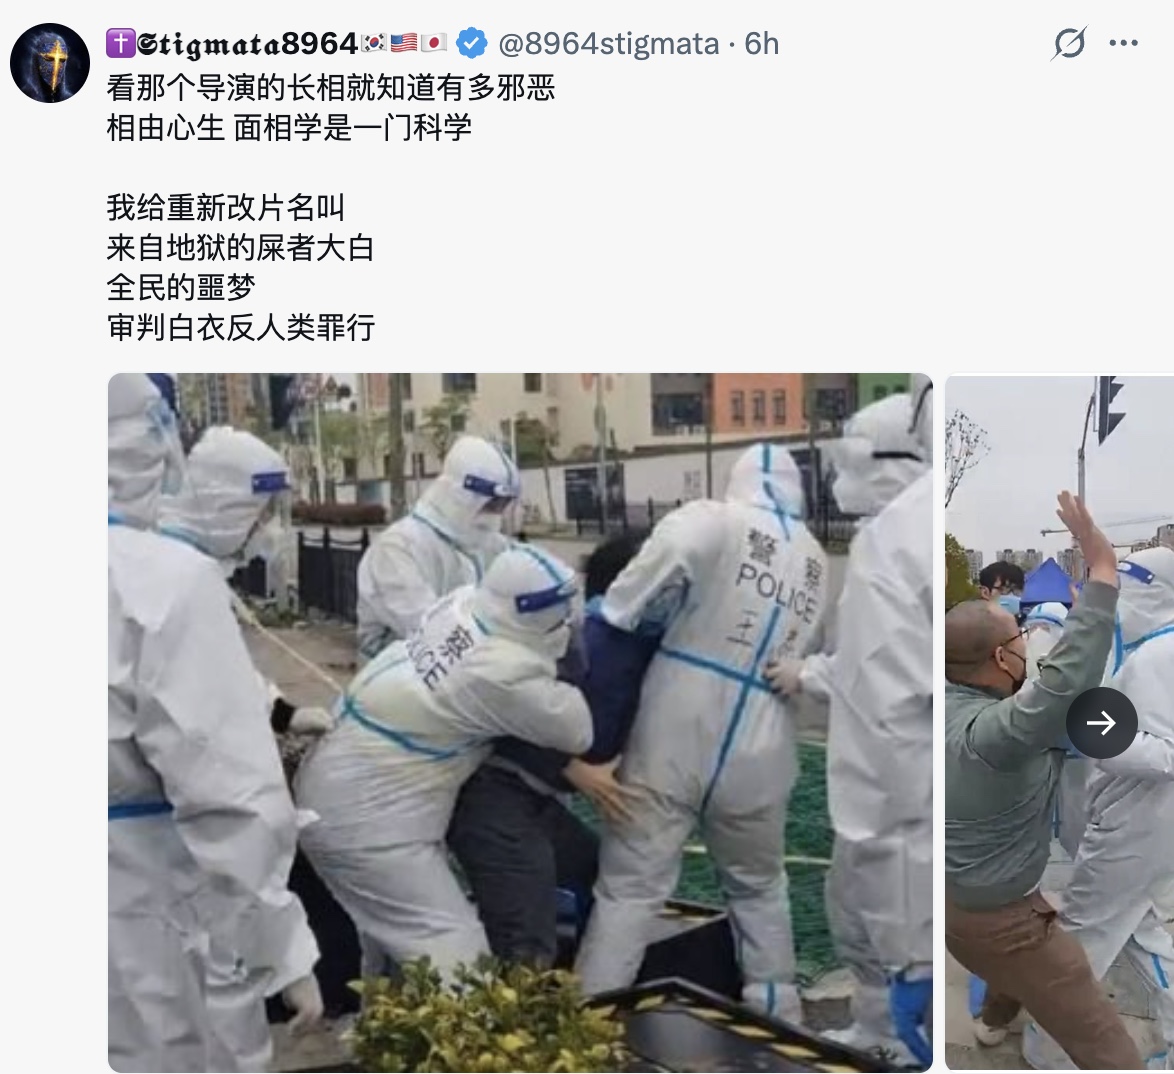 ✝️𝕾𝖙𝖎𝖌𝖒𝖆𝖙𝖆8964🇰🇷🇺🇸🇯🇵 @8964stigmata · 6h
看那个导演的长相就知道有多邪恶
相由心生 面相学是一门科学
我给重新改片名叫
来自地狱的屎者大白
全民的噩梦
审判白衣反人类罪行
警 察
POLICE
察
ICE